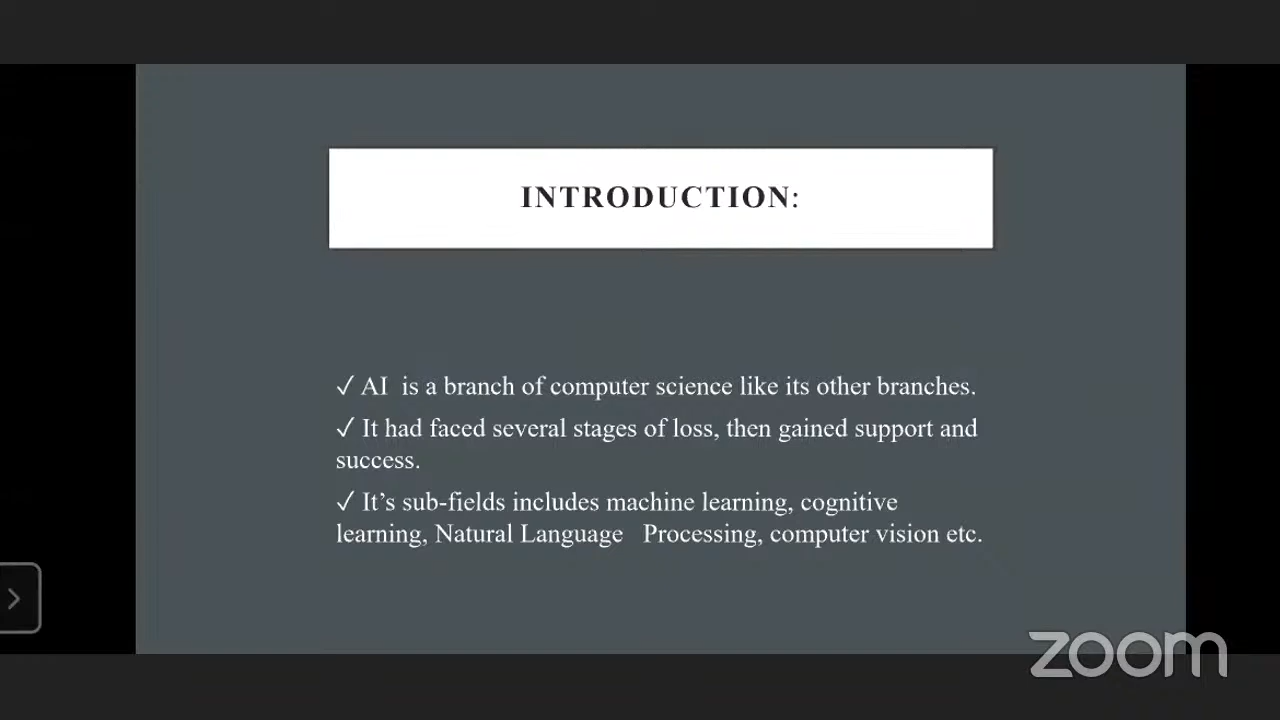 INTRODUCTION:
✓ AI is a branch of computer science like its other branches.
✓ It had faced several stages of loss, then gained support and
success.
✓ It’s sub-fields includes machine learning, cognitive
learning, Natural Language Processing, computer vision etc.
zoom